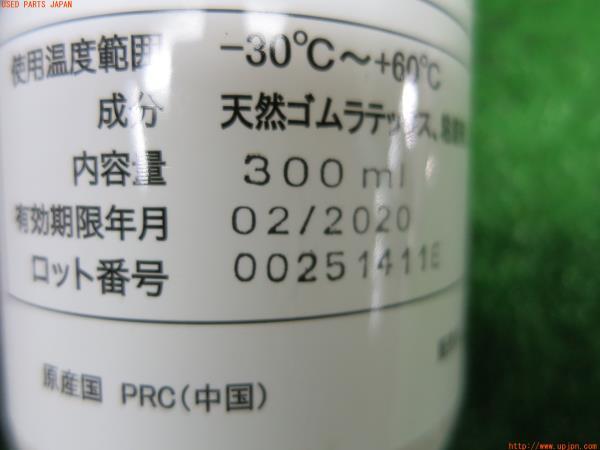 USED PARTS JAPAN
使用温度範囲 -30℃～+60℃
成分 天然ゴムラテックス、
内容量 300 ml
有効期限年月 02/2020
ロット番号 00251411E
原産国 PRC(中国)
http://www.upjpn.com/